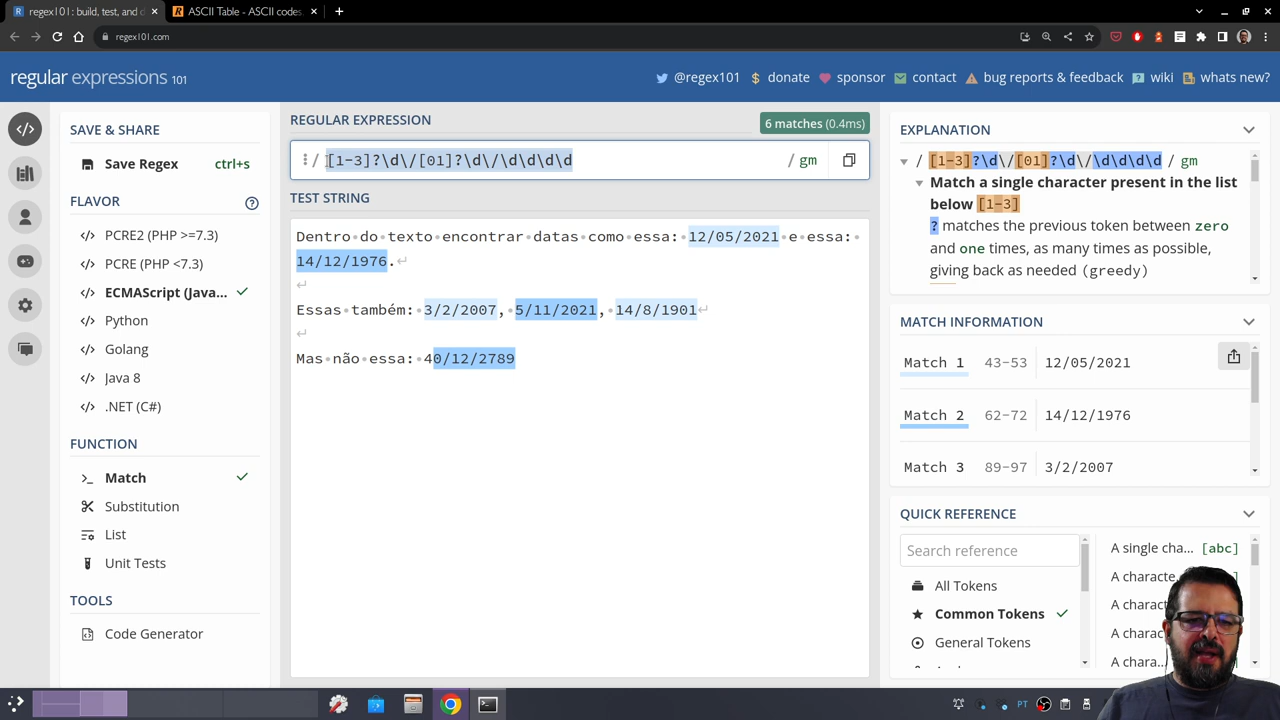 regex101: build, test, and d
ASCII Table - ASCII codes,
regex101.com
regular expressions 101
@regex101
donate
sponsor
contact
bug reports & feedback
wiki
whats new?
SAVE & SHARE
Save Regex
ctrl+s
FLAVOR
PCRE2 (PHP >=7.3)
PCRE (PHP <7.3)
ECMAScript (Java...
Python
Golang
Java 8
.NET (C#)
FUNCTION
Match
Substitution
List
Unit Tests
TOOLS
Code Generator
REGULAR EXPRESSION
6 matches (0.4ms)
/ [1-3]?\d\/[01]?\d\/\d\d\d\d / gm
TEST STRING
Dentro do texto encontrar datas como essa: 12/05/2021 e essa:
14/12/1976.
Essas também: 3/2/2007, 5/11/2021, 14/8/1901
Mas não essa: 40/12/2789
EXPLANATION
/ [1-3]?\d\/[01]?\d\/\d\d\d\d / gm
Match a single character present in the list
below [1-3]
? matches the previous token between zero
and one times, as many times as possible,
giving back as needed (greedy)
MATCH INFORMATION
Match 1 43-53 12/05/2021
Match 2 62-72 14/12/1976
Match 3 89-97 3/2/2007
QUICK REFERENCE
Search reference
All Tokens
Common Tokens
General Tokens
A single cha... [abc]
A characte...
A charact
A charact
A chara...
PT